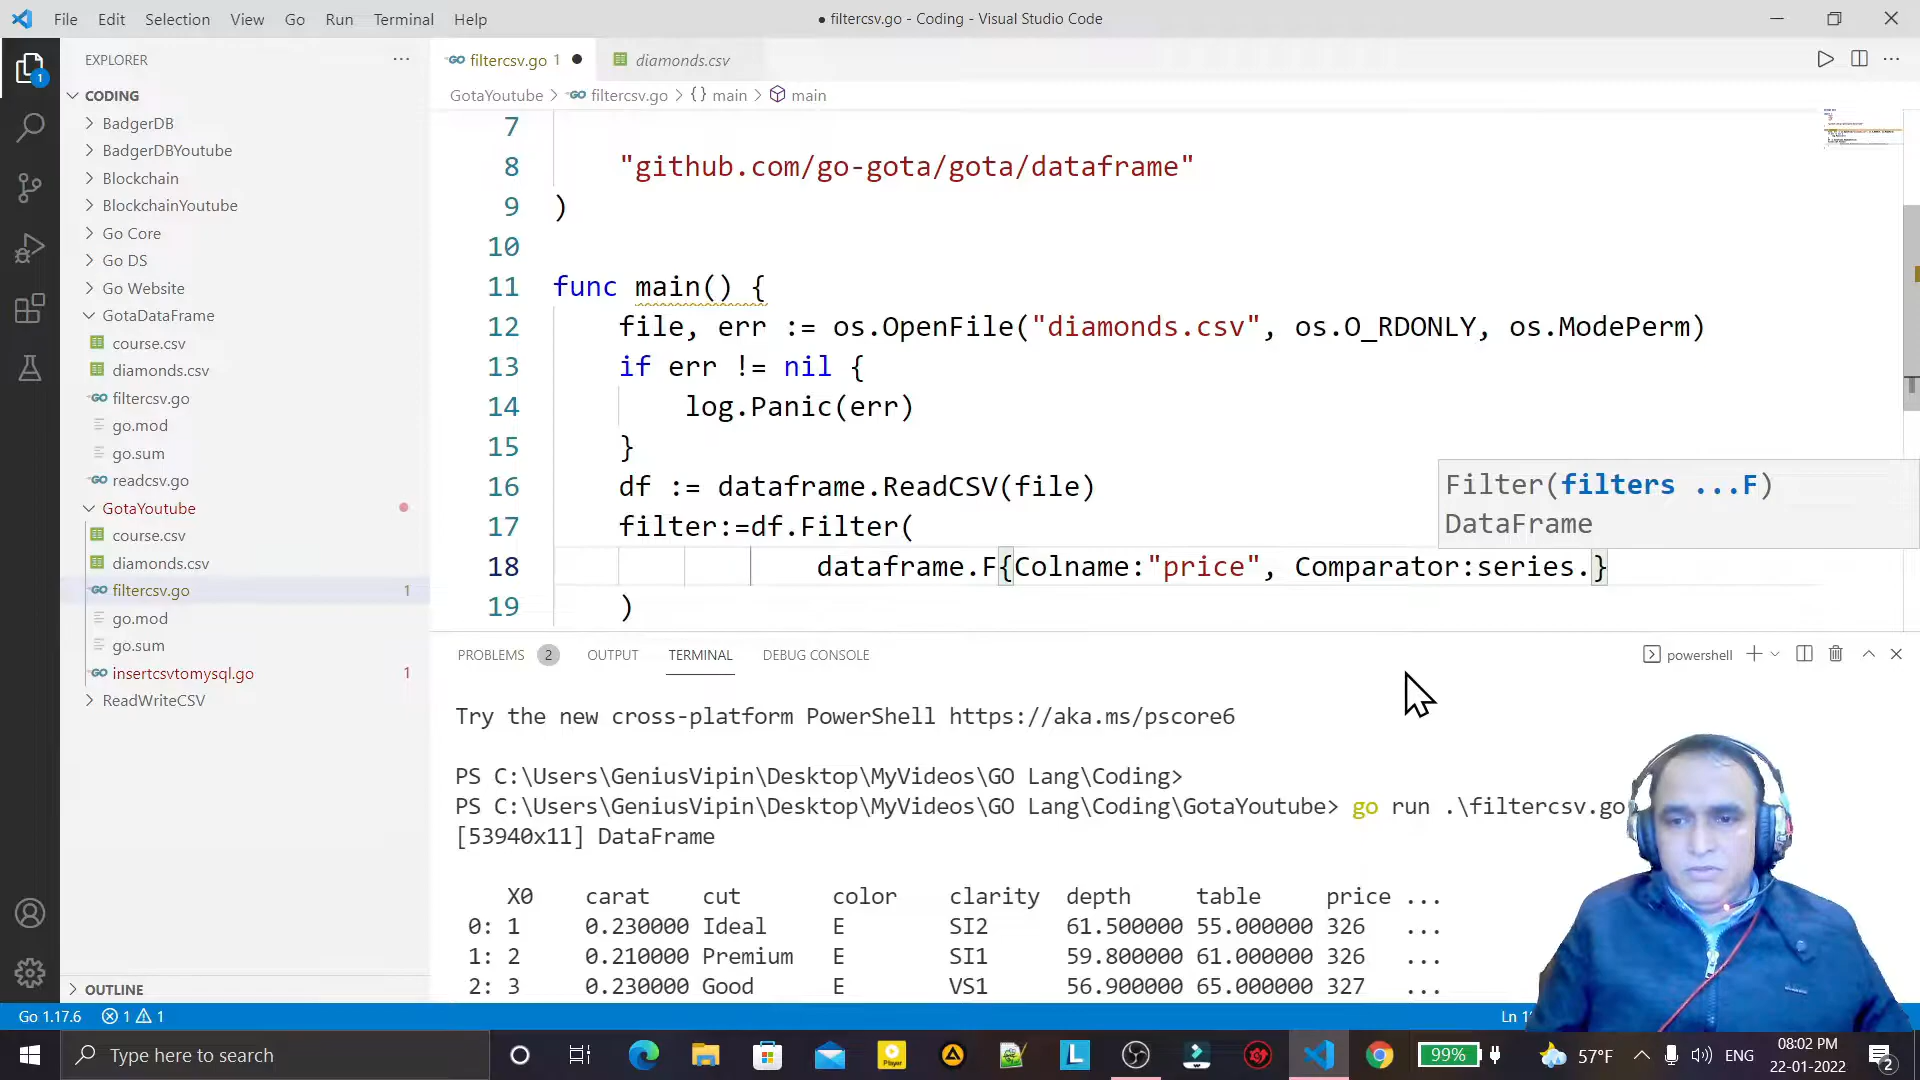 File Edit Selection View Go Run Terminal Help
● filtercsv.go - Coding - Visual Studio Code
EXPLORER
CODING
BadgerDB
BadgerDBYoutube
Blockchain
BlockchainYoutube
Go Core
Go DS
Go Website
GotaDataFrame
course.csv
diamonds.csv
filtercsv.go
go.mod
go.sum
readcsv.go
GotaYoutube
course.csv
diamonds.csv
filtercsv.go 1
go.mod
go.sum
insertcsvtomysql.go 1
ReadWriteCSV
OUTLINE
filtercsv.go 1 ●
diamonds.csv
GotaYoutube > filtercsv.go > {} main > main
7
8 "github.com/go-gota/gota/dataframe"
9 )
10
11 func main() {
12 file, err := os.OpenFile("diamonds.csv", os.O_RDONLY, os.ModePerm)
13 if err != nil {
14 log.Panic(err)
15 }
16 df := dataframe.ReadCSV(file)
17 filter:=df.Filter(
18 dataframe.F{Colname:"price", Comparator:series.}
19 )
Filter(filters ...F)
DataFrame
PROBLEMS 2 OUTPUT TERMINAL DEBUG CONSOLE
powershell
Try the new cross-platform PowerShell https://aka.ms/pscore6
PS C:\Users\GeniusVipin\Desktop\MyVideos\GO Lang\Coding>
PS C:\Users\GeniusVipin\Desktop\MyVideos\GO Lang\Coding\GotaYoutube> go run .\filtercsv.go
[53940x11] DataFrame
X0 carat cut color clarity depth table price ...
0: 1 0.230000 Ideal E SI2 61.500000 55.000000 326 ...
1: 2 0.210000 Premium E SI1 59.800000 61.000000 326 ...
2: 3 0.230000 Good E VS1 56.900000 65.000000 327 ...
Go 1.17.6 1 1
Type here to search
99%
57°F
ENG
08:02 PM
22-01-2022
2